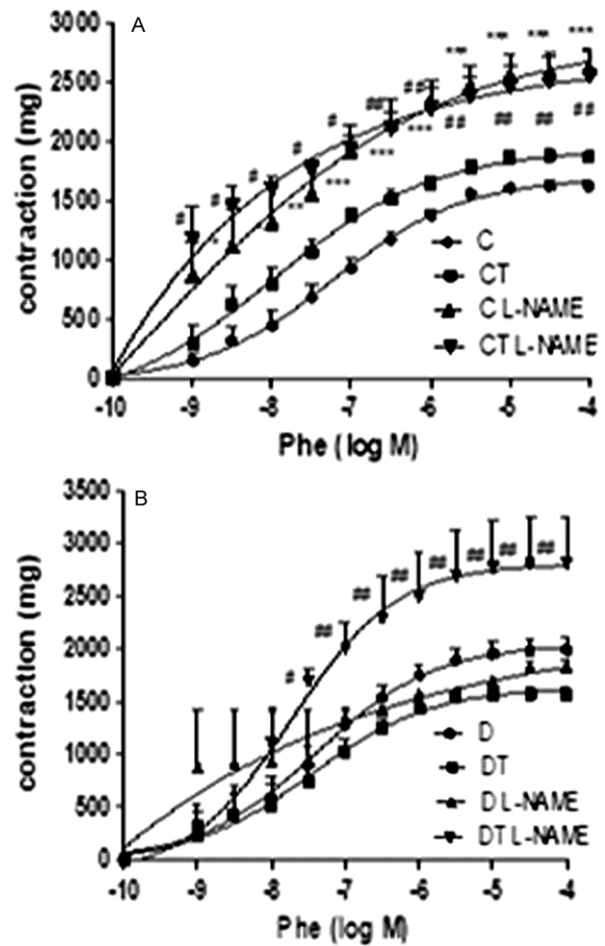 A
3000
2500
2000
1500
1000
500
0
contraction (mg)
-10 -9 -8 -7 -6 -5 -4
Phe (log M)
*** *** *** ***
# # # # # ## ##
* ** *** *** ***
## ## ## ##
C
CT
C L-NAME
CT L-NAME
B
3500
3000
2500
2000
1500
1000
500
0
contraction (mg)
-10 -9 -8 -7 -6 -5 -4
Phe (log M)
# ## ## ## ## ## ## ##
D
DT
D L-NAME
DT L-NAME